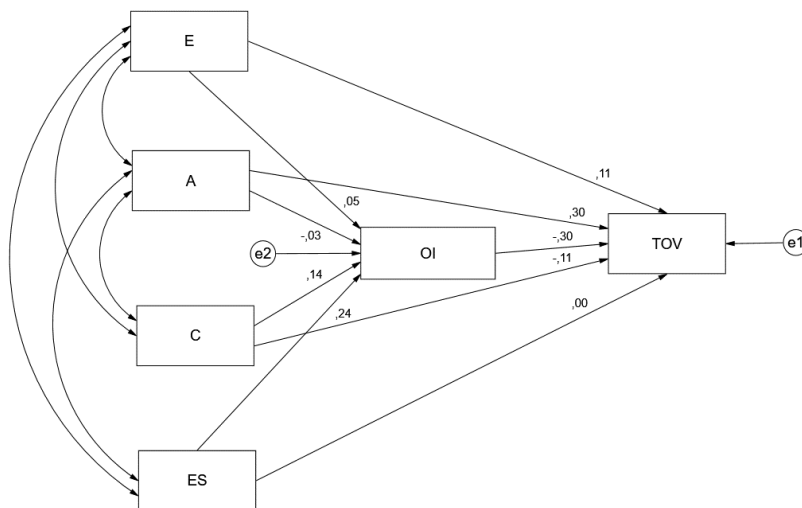 E
,11
A
,05
,30
-,03
OI
-,30
TOV
e1
e2
-,11
,14
C
,24
,00
ES